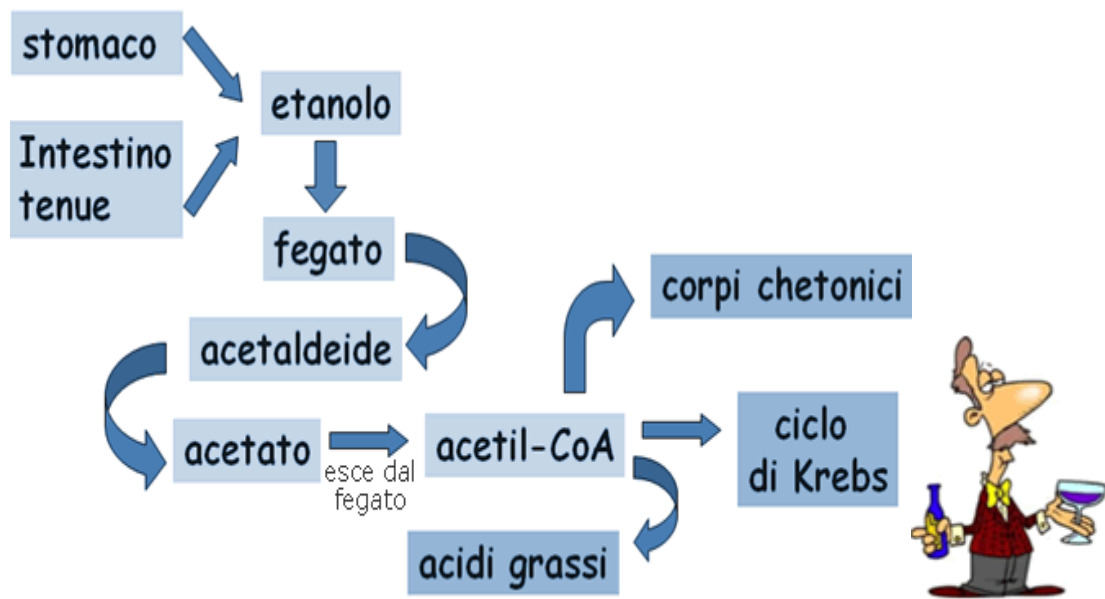 stomaco
etanolo
Intestino
tenue
fegato
corpi chetonici
acetaldeide
acetato
esce dal
fegato
acetil-CoA
ciclo
di Krebs
acidi grassi